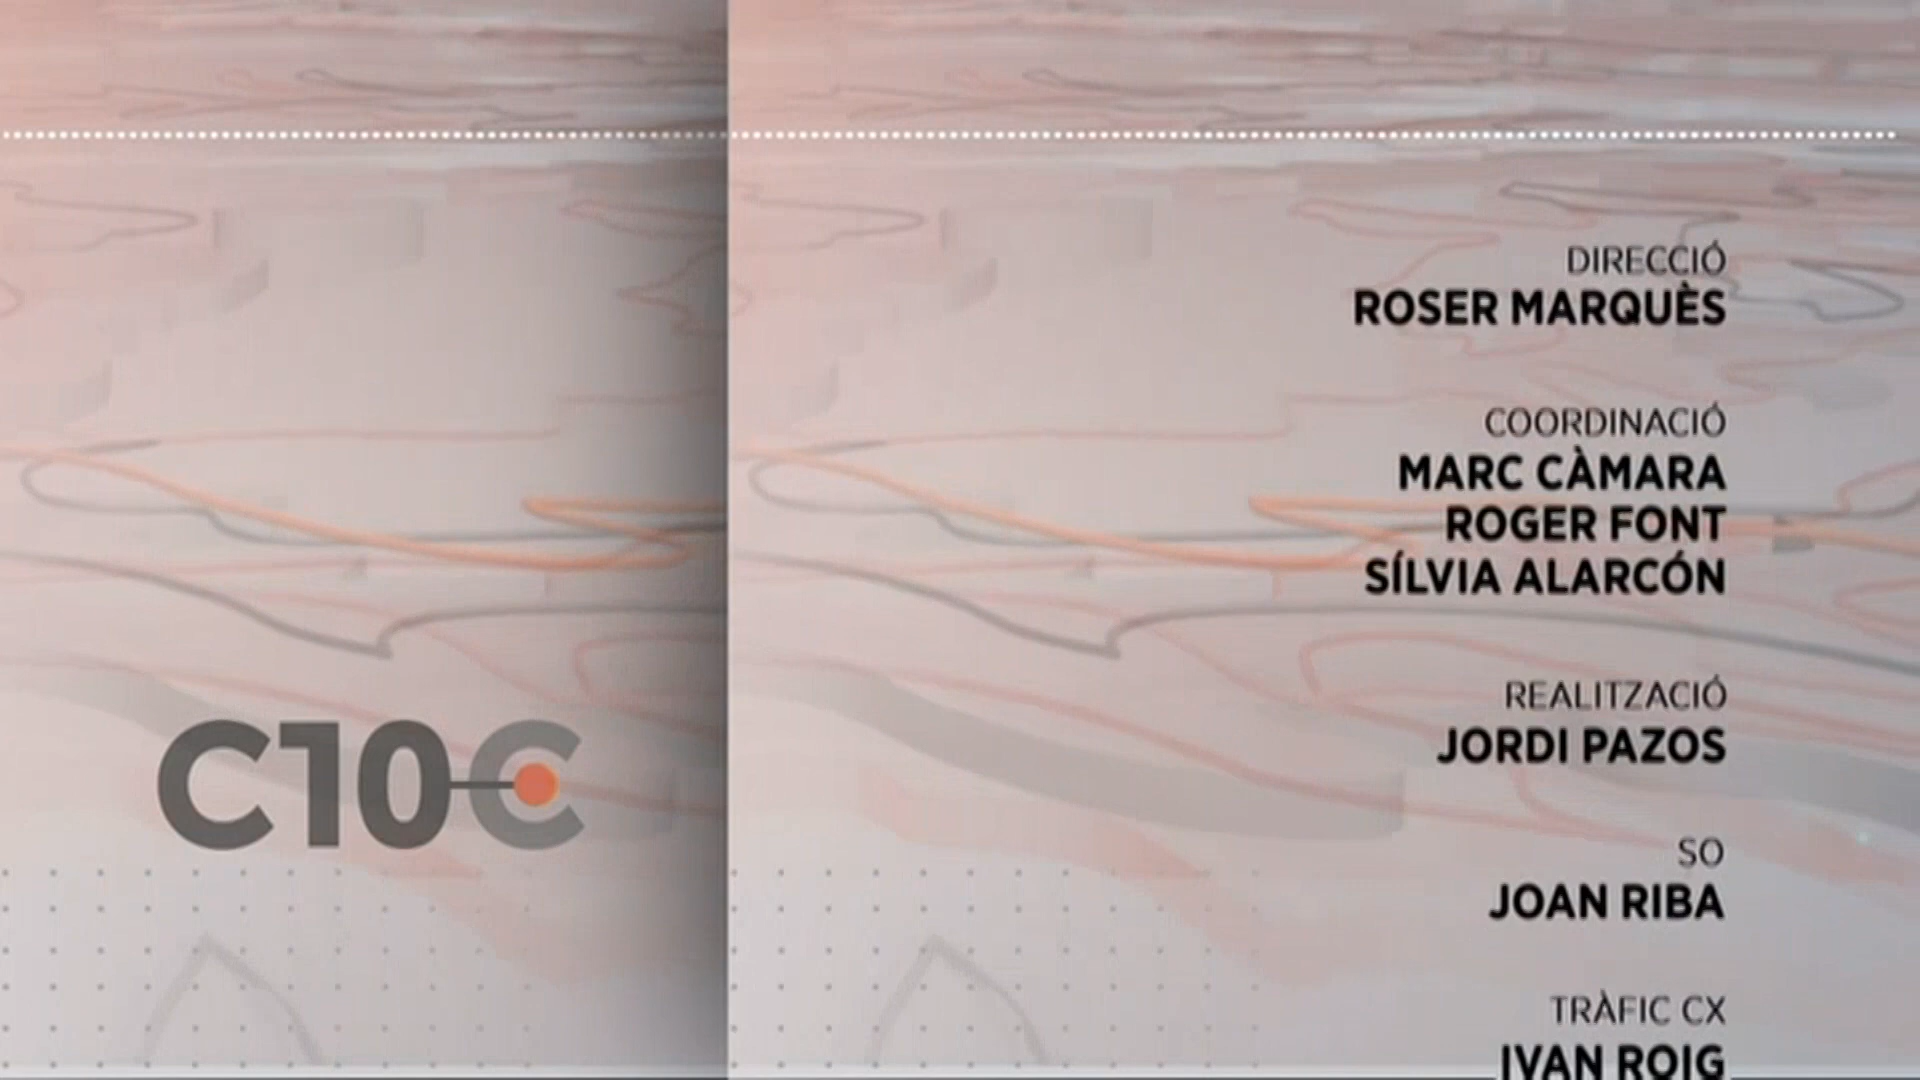 DIRECCIÓ
ROSER MARQUÈS
COORDINACIÓ
MARC CÀMARA
ROGER FONT
SÍLVIA ALARCÓN
REALITZACIÓ
JORDI PAZOS
C10C
SO
JOAN RIBA
TRÀFIC CX
IVAN ROIG